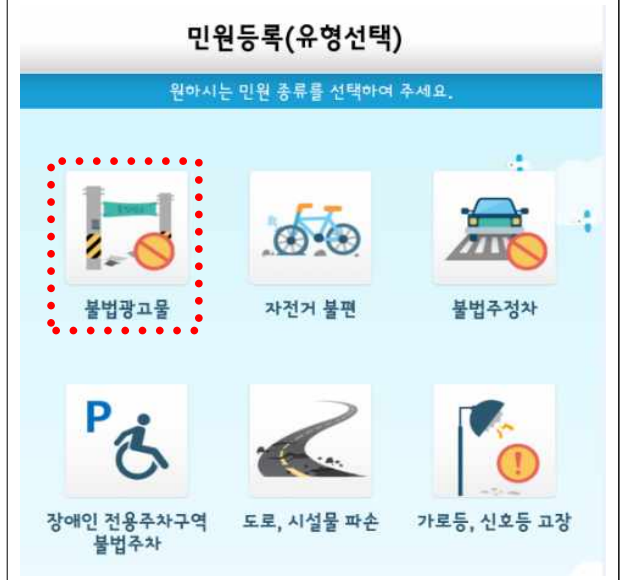 민원등록(유형선택)
원하시는 민원 종류를 선택하여 주세요.
불법광고물
자전거 불편
불법주정차
P
장애인 전용주차구역
불법주차
도로, 시설물 파손
가로등, 신호등 고장